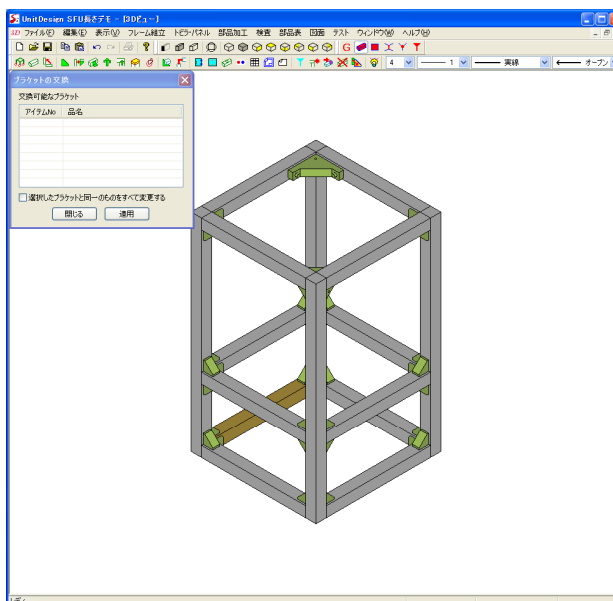 UnitDesign SFU長さデモ - [3Dビュー]
3D ファイル(F) 編集(E) 表示(V) フレーム組立 トビラ・パネル 部品加工 検査 部品表 図面 テスト ウィンドウ(W) ヘルプ(H)
G T
4 1 実線 オープン
ブラケットの交換
交換可能なブラケット
アイテムNo 品名
選択したブラケットと同一のものをすべて変更する
閉じる 適用